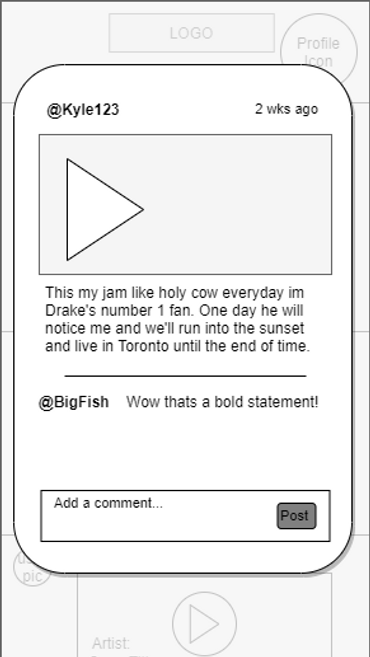 LOGO
Profile
Icon
@Kyle123 2 wks ago
This my jam like holy cow everyday im
Drake's number 1 fan. One day he will
notice me and we'll run into the sunset
and live in Toronto until the end of time.
@BigFish Wow thats a bold statement!
Add a comment...
Post
pic
Artist: